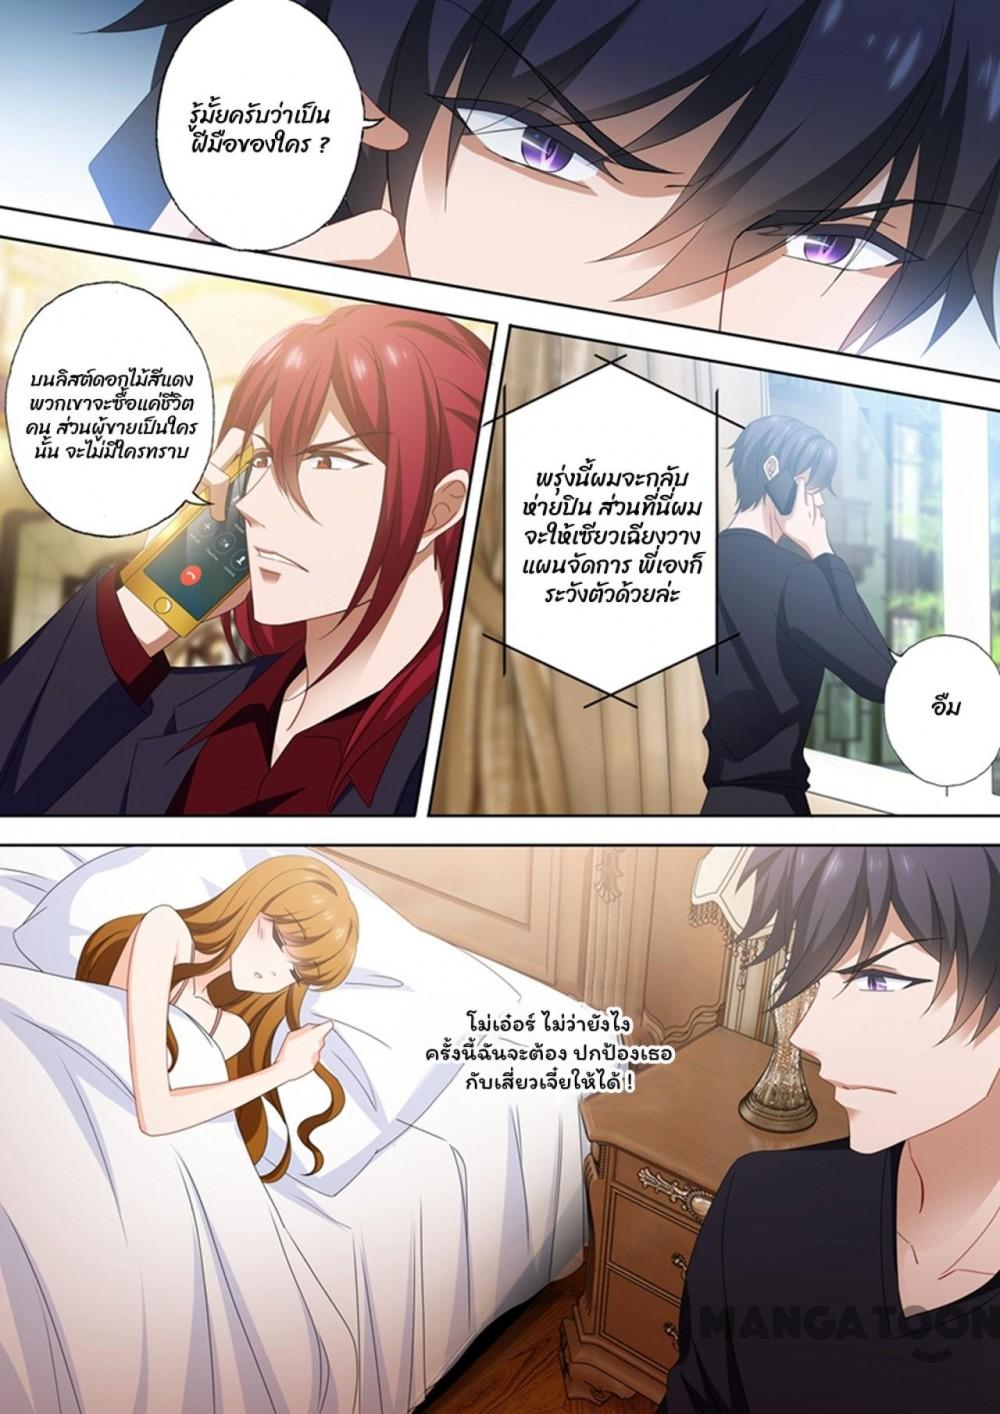 รู้มั้ยครับว่าเป็น
ฝีมือของใคร ?
บนลิสต์ดอกไม้สีแดง
พวกเขาจะซื้อแค่ชีวิต
คน ส่วนผู้ขายเป็นใคร
นั้น จะไม่มีใครทราบ
พรุ่งนี้ผมจะกลับ
ห่ายปิน ส่วนที่นี่ผม
จะให้เซียวเฉียงวาง
แผนจัดการ พี่เองก็
ระวังตัวด้วยล่ะ
อืม
โม่เอ๋อร์ ไม่ว่ายังไง
ครั้งนี้ฉันจะต้อง ปกป้องเธอ
กับเสี่ยวเจี๋ยให้ได้ !
MANGATOON